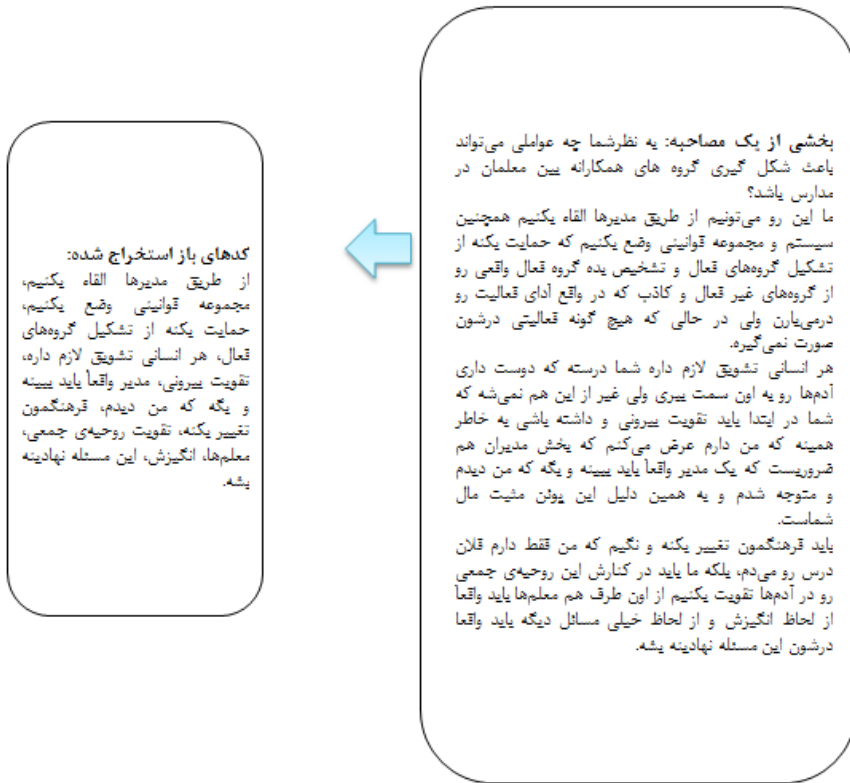 بخشی از یک مصاحبه: به نظرشما چه عواملی می‌تواند
باعث شکل گیری گروه های همکارانه بین معلمان در
مدارس باشد؟
ما این رو می‌تونیم از طریق مدیرها القاء بکنیم همچنین
سیستم و مجموعه قوانینی وضع بکنیم که حمایت بکنه از
تشکیل گروه‌های فعال و تشخیص بده گروه فعال واقعی رو
از گروه‌های غیر فعال و کاذب که در واقع أدای فعالیت رو
درمی‌یارن ولی در حالی که هیچ گونه فعالیتی درشون
صورت نمی‌گیره.
هر انسانی تشویق لازم داره شما درسته که دوست داری
آدم‌ها رو به اون سمت ببری ولی غیر از این هم نمی‌شه که
شما در ابتدا باید تقویت بیرونی و داشته باشی به خاطر
همینه که من دارم عرض می‌کنم که بخش مدیران هم
ضروریست که یک مدیر واقعاً باید ببینه و بگه که من دیدم
و متوجه شدم و به همین دلیل این پوئن مثبت مال
شماست.
باید فرهنگمون تغییر بکنه و نگیم که من فقط دارم فلان
درس رو می‌دم، بلکه ما باید در کنارش این روحیه‌ی جمعی
رو در آدم‌ها تقویت بکنیم از اون طرف هم معلم‌ها باید واقعاً
از لحاظ انگیزش و از لحاظ خیلی مسائل دیگه باید واقعا
درشون این مسئله نهادینه بشه.
کدهای باز استخراج شده:
از طریق مدیرها القاء بکنیم،
مجموعه قوانینی وضع بکنیم،
حمایت بکنه از تشکیل گروه‌های
فعال، هر انسانی تشویق لازم داره،
تقویت بیرونی، مدیر واقعاً باید ببینه
و بگه که من دیدم، فرهنگمون
تغییر بکنه، تقویت روحیه‌ی جمعی،
معلم‌ها، انگیزش، این مسئله نهادینه
بشه.